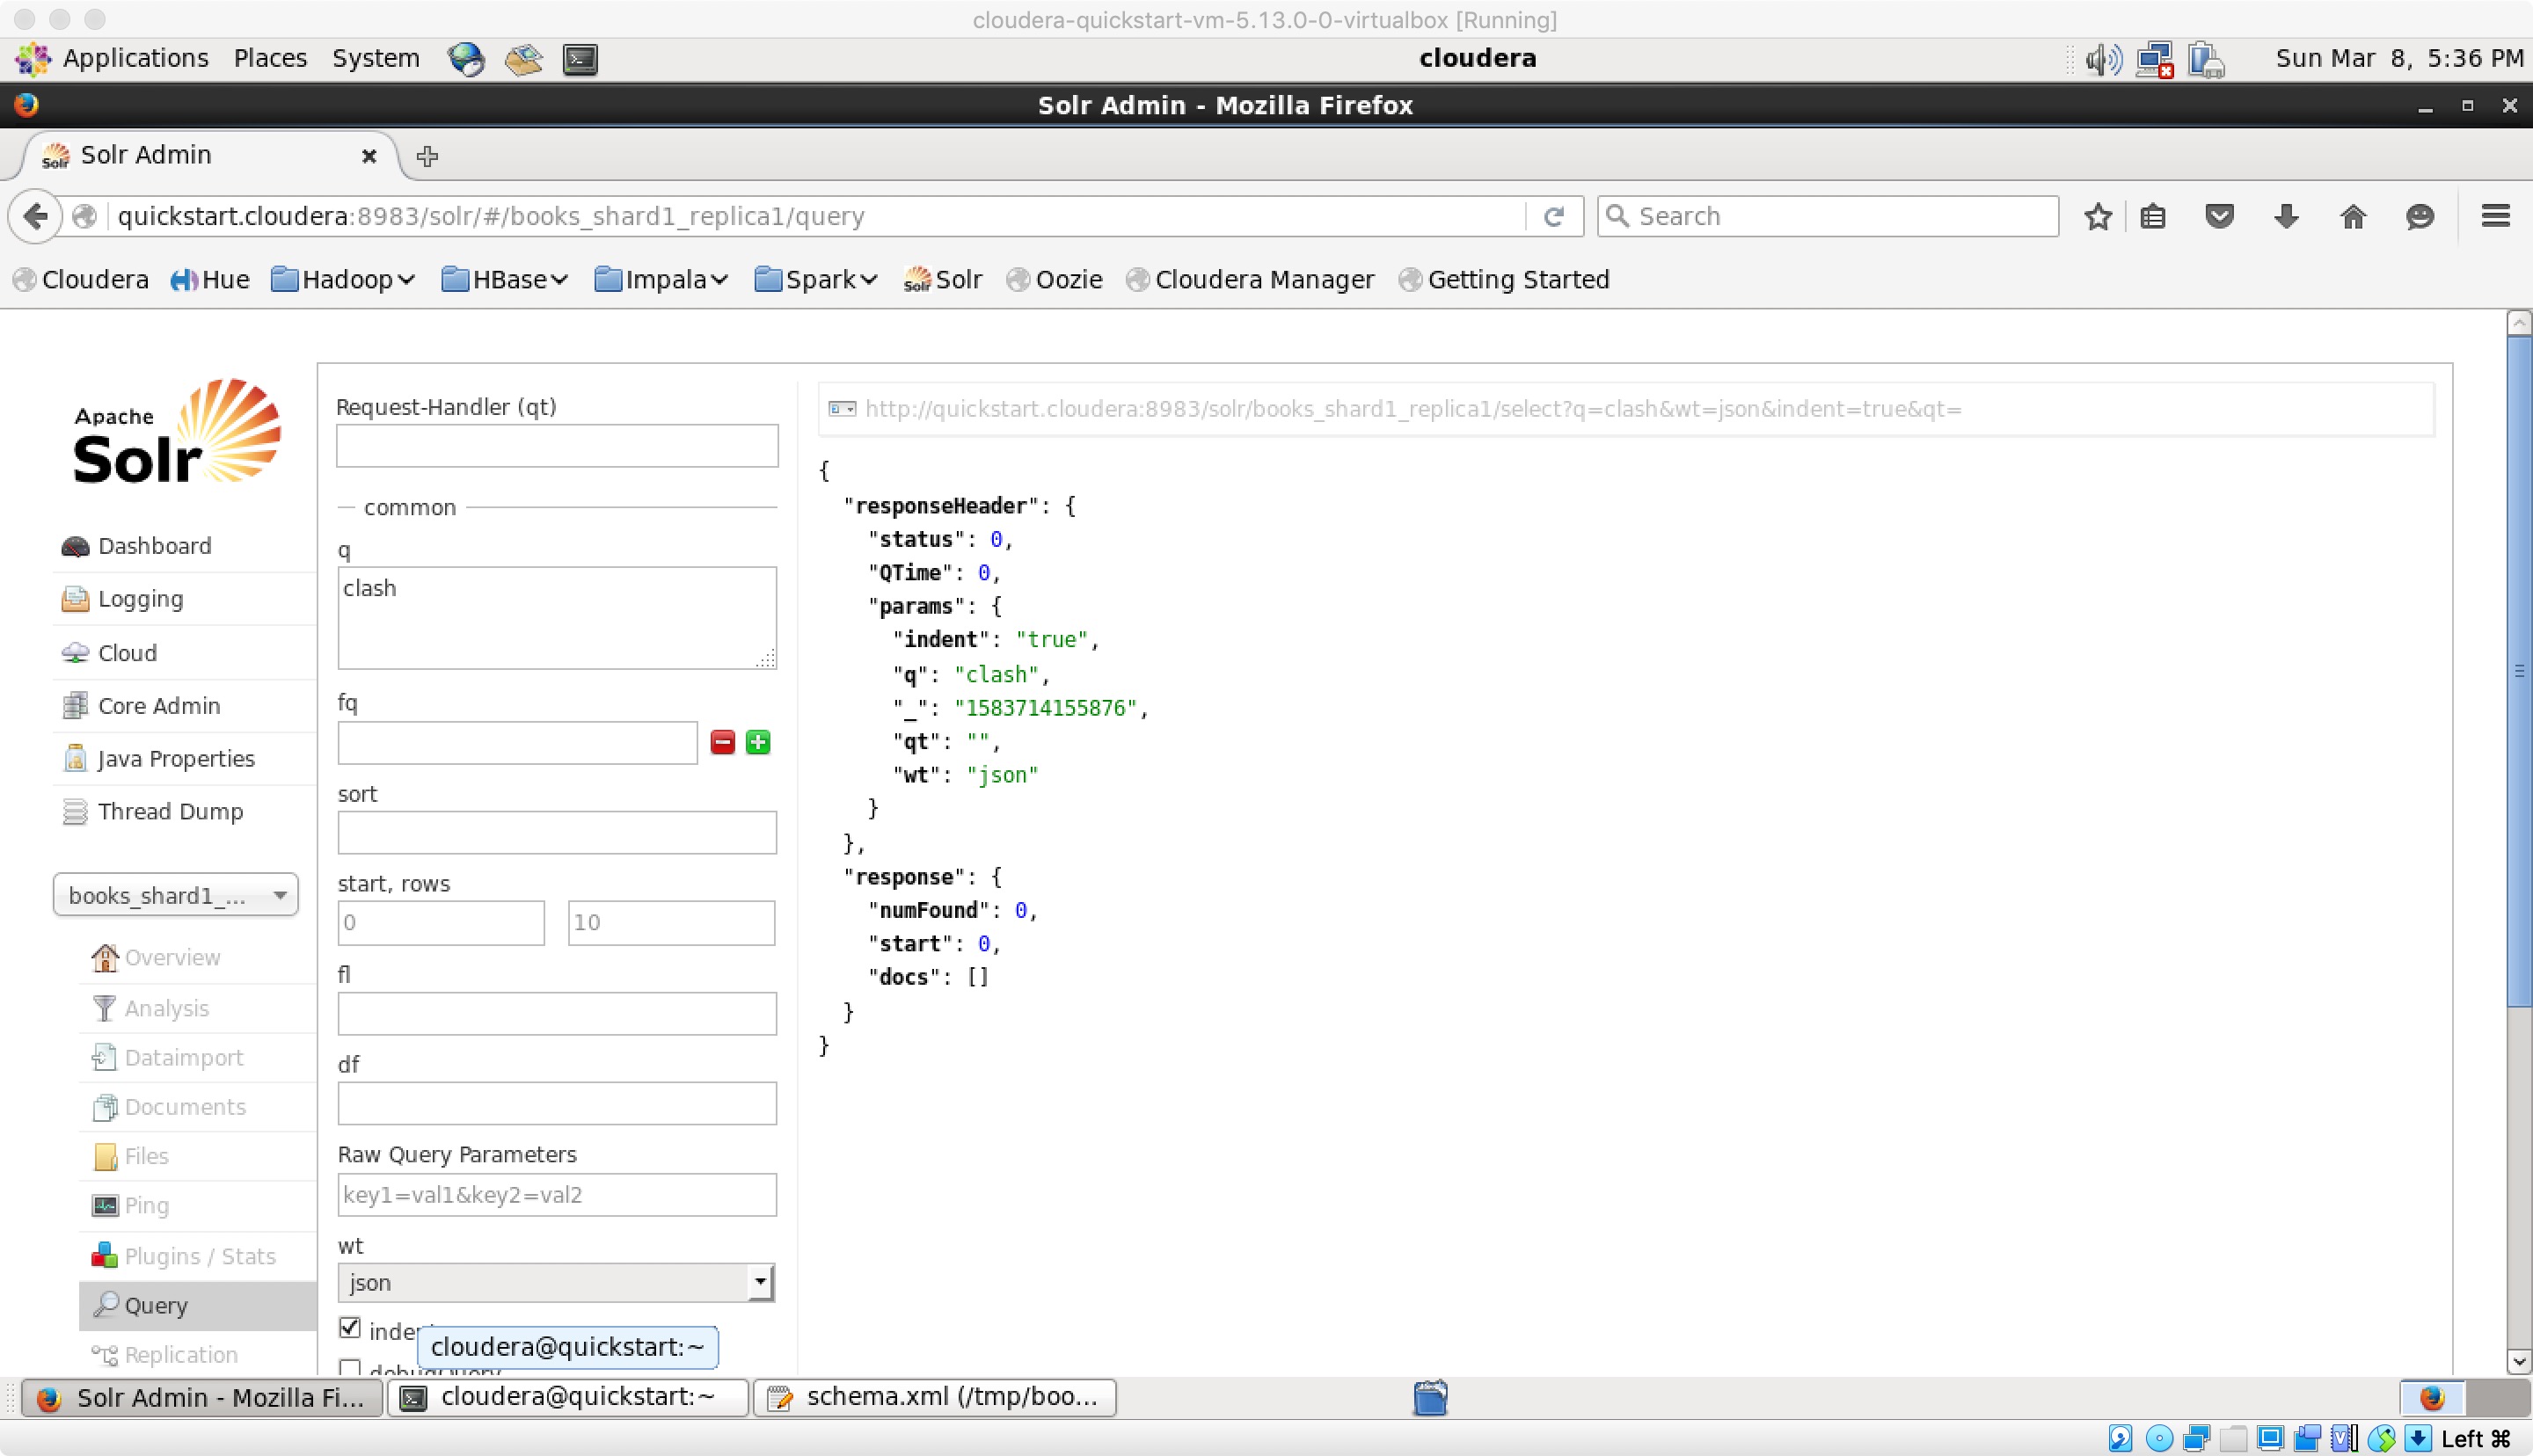 cloudera-quickstart-vm-5.13.0-0-virtualbox [Running]
Applications Places System cloudera Sun Mar 8, 5:36 PM
Solr Admin - Mozilla Firefox
Solr Admin
quickstart.cloudera:8983/solr/#/books_shard1_replica1/query
Search
Cloudera Hue Hadoop HBase Impala Spark Solr Oozie Cloudera Manager Getting Started
Apache
Solr
Dashboard
Logging
Cloud
Core Admin
Java Properties
Thread Dump
books_shard1_...
Overview
Analysis
Dataimport
Documents
Files
Ping
Plugins / Stats
Query
Replication
Request-Handler (qt)
common
q
clash
fq
sort
start, rows
0 10
fl
df
Raw Query Parameters
key1=val1&key2=val2
wt
json
cloudera@quickstart:~
http://quickstart.cloudera:8983/solr/books_shard1_replica1/select?q=clash&wt=json&indent=true&qt=
{
"responseHeader": {
"status": 0,
"QTime": 0,
"params": {
"indent": "true",
"q": "clash",
"_": "1583714155876",
"qt": "",
"wt": "json"
}
},
"response": {
"numFound": 0,
"start": 0,
"docs": []
}
}
Solr Admin - Mozilla Fi... cloudera@quickstart:~ schema.xml (/tmp/boo...
Left ⌘